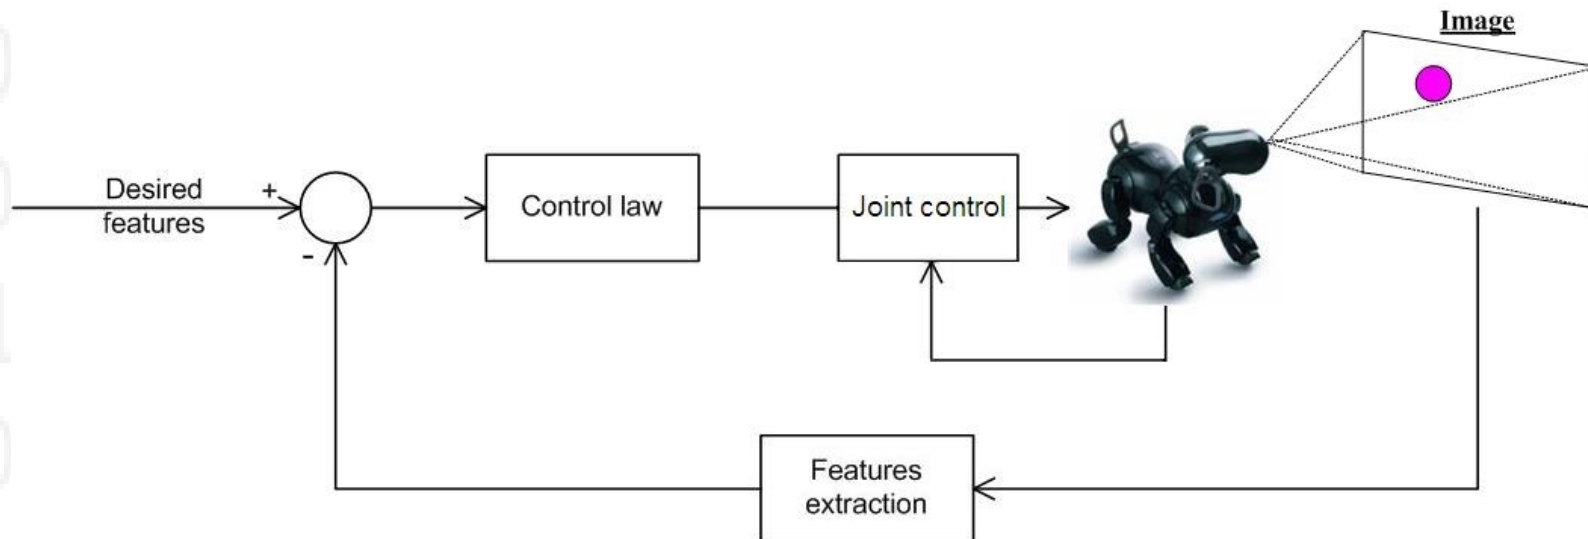 Image
Desired
features
+
-
Control law
Joint control
Features
extraction